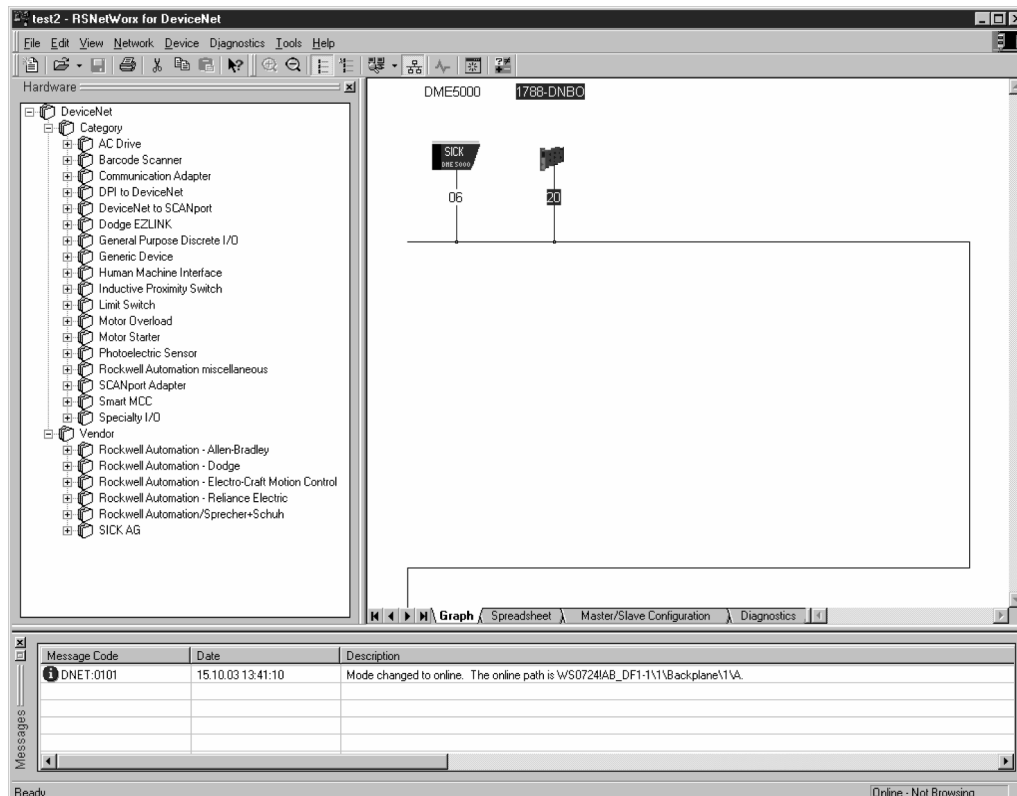 test2 - RSNetWorx for DeviceNet
File Edit View Network Device Diagnostics Tools Help
Hardware
DeviceNet
Category
AC Drive
Barcode Scanner
Communication Adapter
DPI to DeviceNet
DeviceNet to SCANport
Dodge EZLINK
General Purpose Discrete I/O
Generic Device
Human Machine Interface
Inductive Proximity Switch
Limit Switch
Motor Overload
Motor Starter
Photoelectric Sensor
Rockwell Automation miscellaneous
SCANport Adapter
Smart MCC
Specialty I/O
Vendor
Rockwell Automation - Allen-Bradley
Rockwell Automation - Dodge
Rockwell Automation - Electro-Craft Motion Control
Rockwell Automation - Reliance Electric
Rockwell Automation/Sprecher+Schuh
SICK AG
DME5000 1788-DNBO
SICK
DME5000
06 20
Graph Spreadsheet Master/Slave Configuration Diagnostics
Messages
Message Code Date Description
DNET:0101 15.10.03 13:41:10 Mode changed to online. The online path is WS0724!AB_DF1-1\1\Backplane\1\A.
Ready Online - Not Browsing